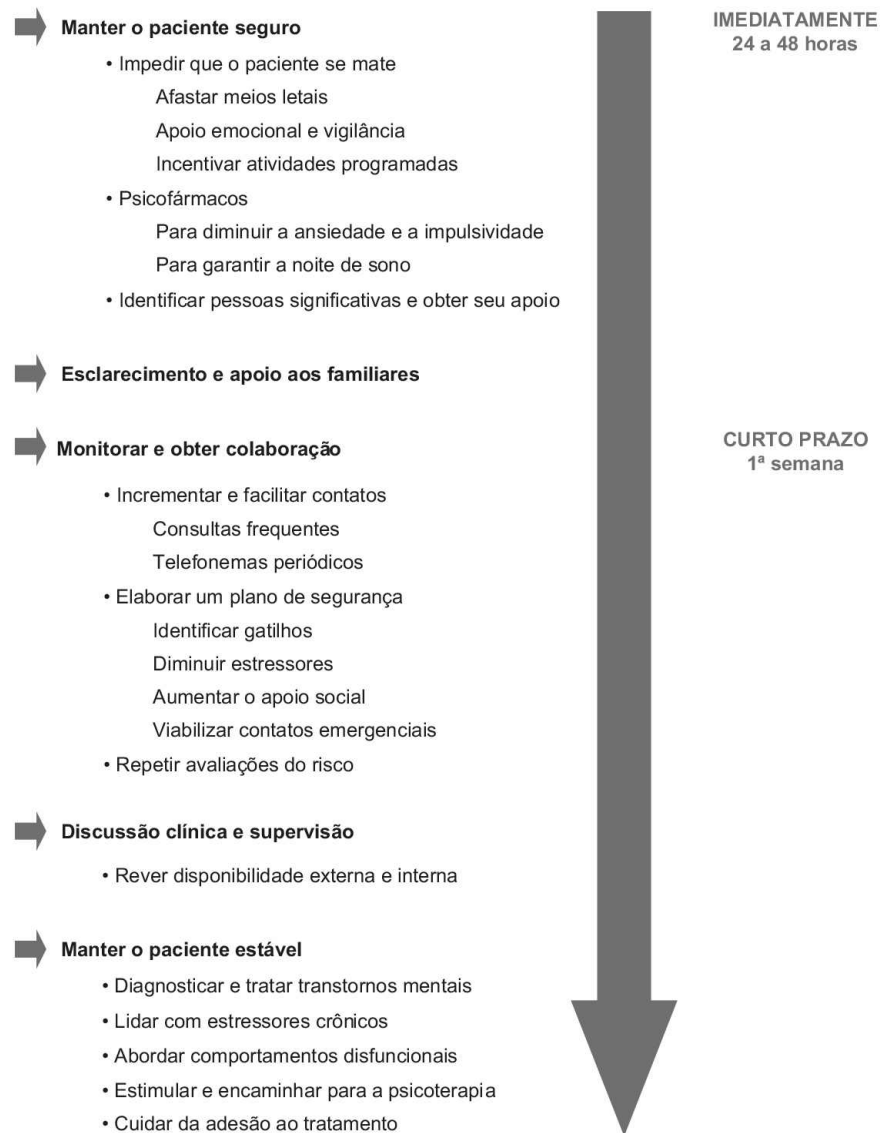 Manter o paciente seguro
IMEDIATAMENTE
24 a 48 horas
• Impedir que o paciente se mate
Afastar meios letais
Apoio emocional e vigilância
Incentivar atividades programadas
• Psicofármacos
Para diminuir a ansiedade e a impulsividade
Para garantir a noite de sono
• Identificar pessoas significativas e obter seu apoio
Esclarecimento e apoio aos familiares
Monitorar e obter colaboração
CURTO PRAZO
1ª semana
• Incrementar e facilitar contatos
Consultas frequentes
Telefonemas periódicos
• Elaborar um plano de segurança
Identificar gatilhos
Diminuir estressores
Aumentar o apoio social
Viabilizar contatos emergenciais
• Repetir avaliações do risco
Discussão clínica e supervisão
• Rever disponibilidade externa e interna
Manter o paciente estável
• Diagnosticar e tratar transtornos mentais
• Lidar com estressores crônicos
• Abordar comportamentos disfuncionais
• Estimular e encaminhar para a psicoterapia
• Cuidar da adesão ao tratamento